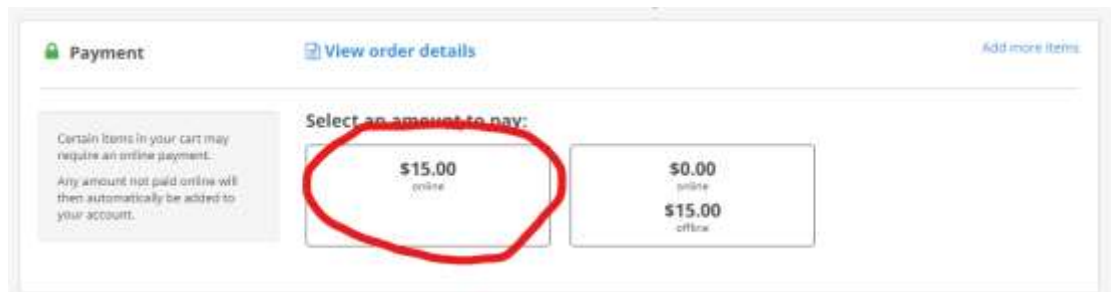 Payment
View order details
Add more items
Certain items in your cart may
require an online payment.
Any amount not paid online will
then automatically be added to
your account.
Select an amount to pay:
$15.00
online
$0.00
online
$15.00
offline